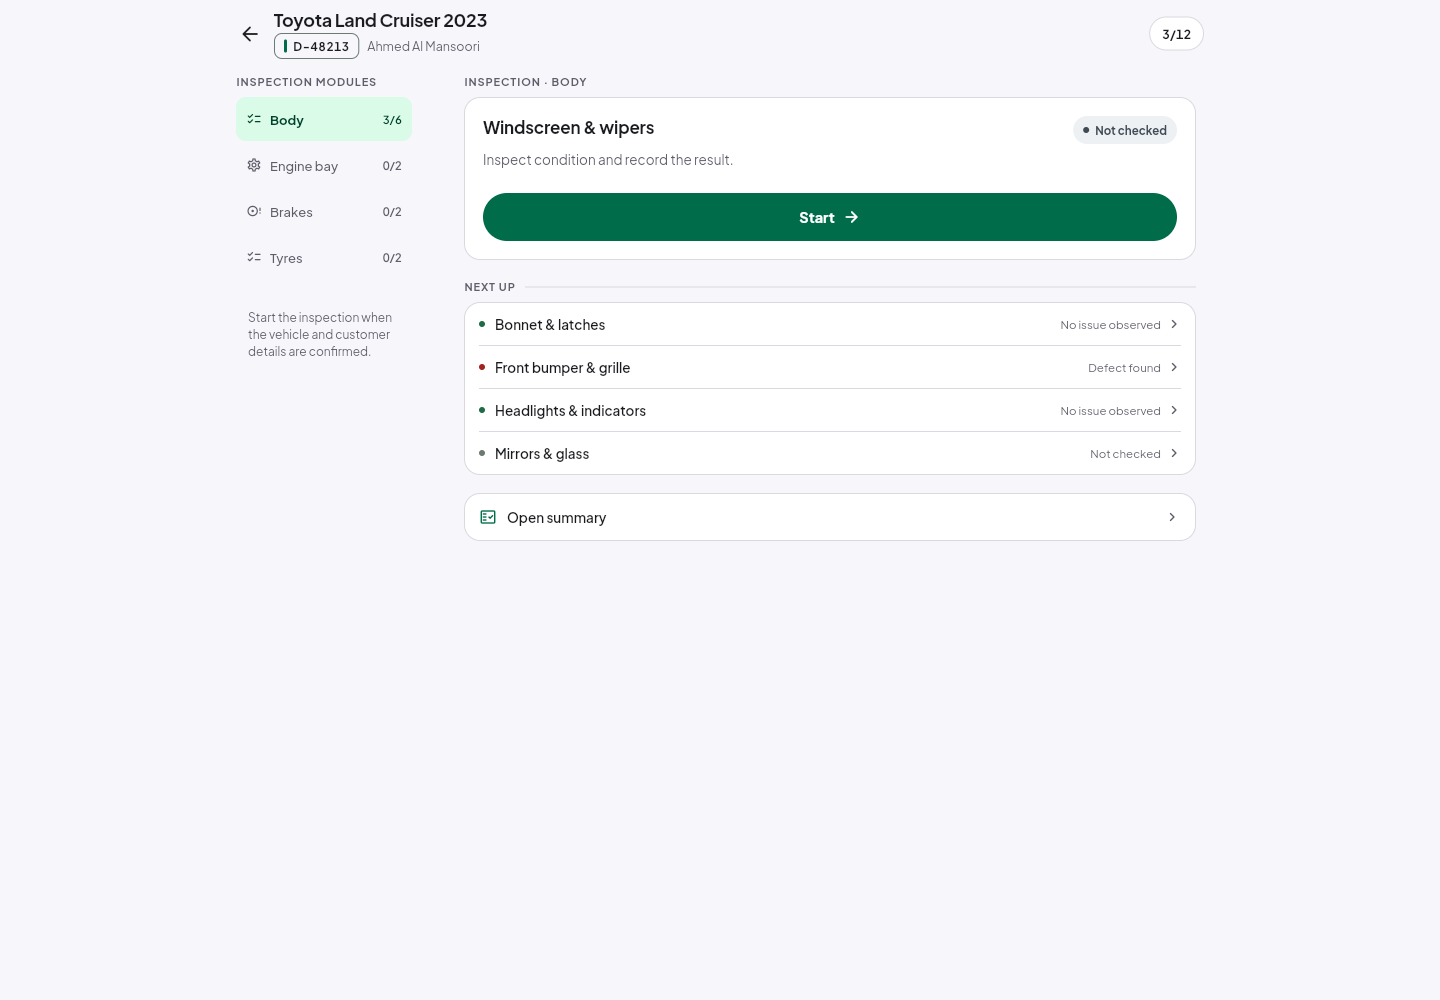 Toyota Land Cruiser 2023
D-48213 Ahmed Al Mansoori
3/12
INSPECTION MODULES
Body 3/6
Engine bay 0/2
Brakes 0/2
Tyres 0/2
Start the inspection when
the vehicle and customer
details are confirmed.
INSPECTION · BODY
Windscreen & wipers
Not checked
Inspect condition and record the result.
Start
NEXT UP
Bonnet & latches No issue observed
Front bumper & grille Defect found
Headlights & indicators No issue observed
Mirrors & glass Not checked
Open summary